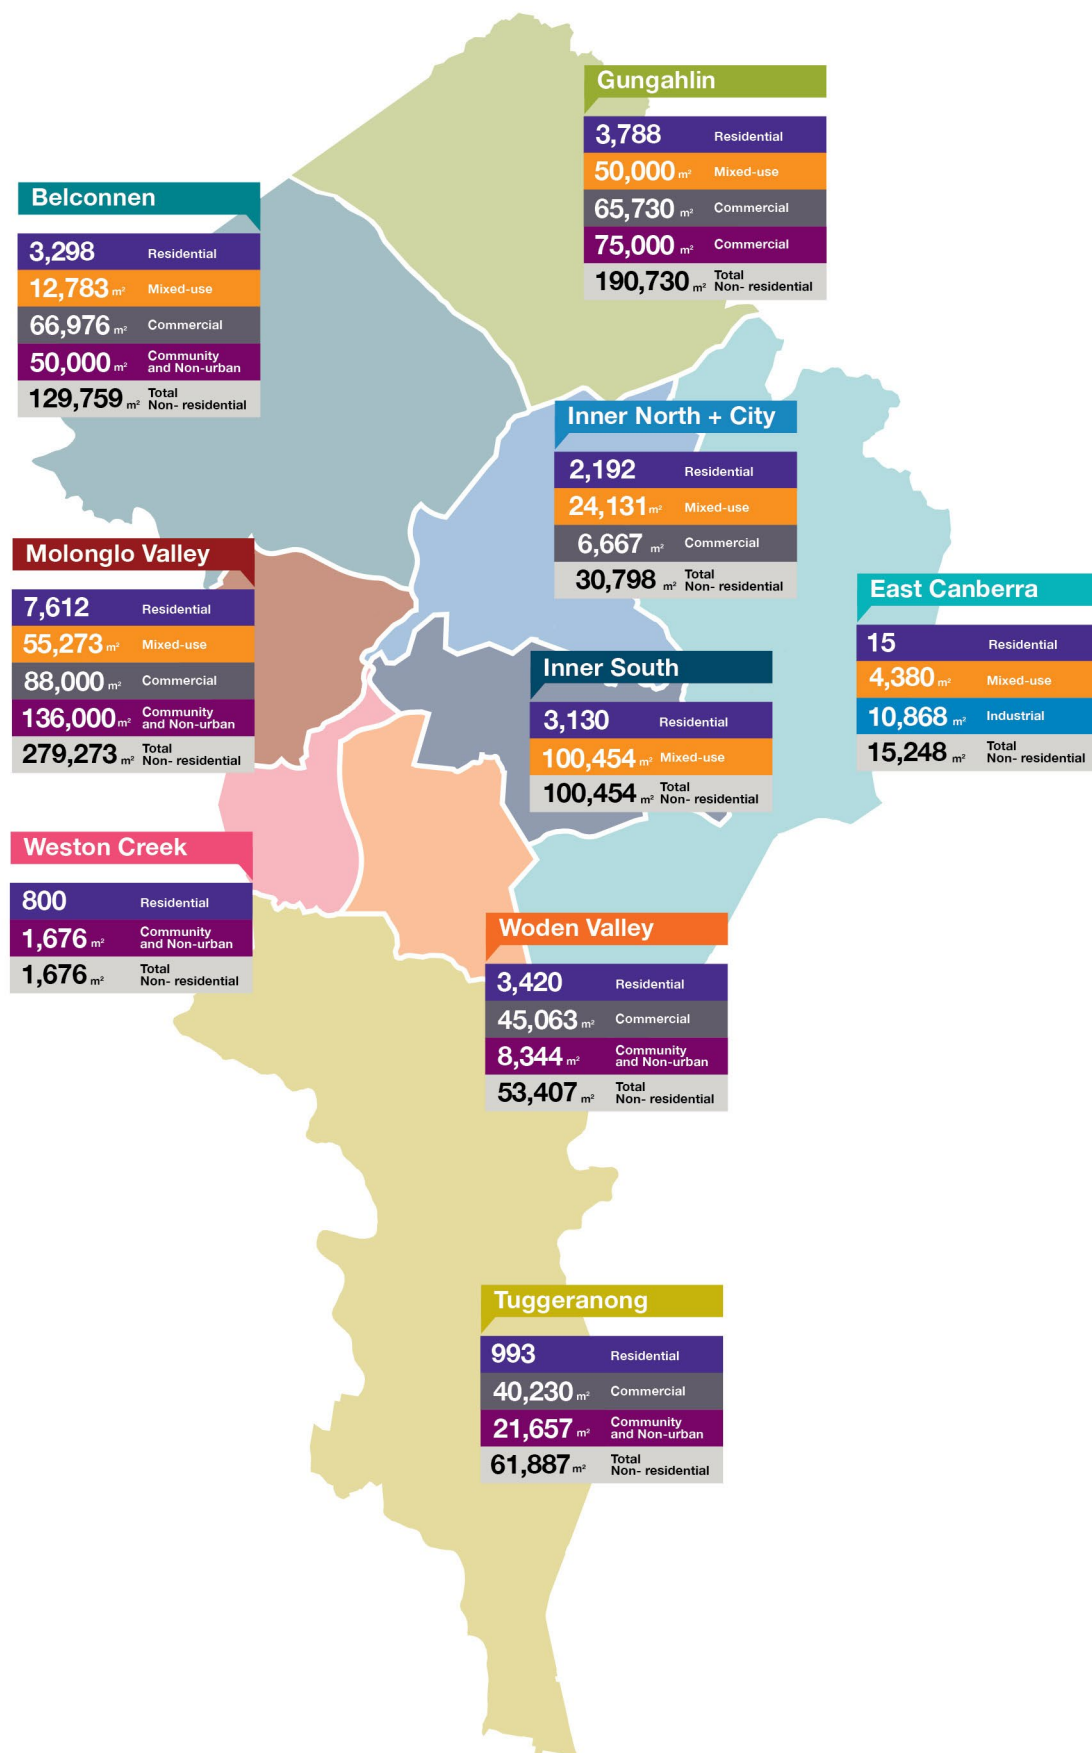 Gungahlin
3,788 Residential
50,000 m² Mixed-use
65,730 m² Commercial
75,000 m² Commercial
190,730 m² Total
Non- residential
Belconnen
3,298 Residential
12,783 m² Mixed-use
66,976 m² Commercial
50,000 m² Community
and Non-urban
129,759 m² Total
Non- residential
Inner North + City
2,192 Residential
24,131 m² Mixed-use
6,667 m² Commercial
30,798 m² Total
Non- residential
Molonglo Valley
7,612 Residential
55,273 m² Mixed-use
88,000 m² Commercial
136,000 m² Community
and Non-urban
279,273 m² Total
Non- residential
East Canberra
15 Residential
4,380 m² Mixed-use
10,868 m² Industrial
15,248 m² Total
Non- residential
Inner South
3,130 Residential
100,454 m² Mixed-use
100,454 m² Total
Non- residential
Weston Creek
800 Residential
1,676 m² Community
and Non-urban
1,676 m² Total
Non- residential
Woden Valley
3,420 Residential
45,063 m² Commercial
8,344 m² Community
and Non-urban
53,407 m² Total
Non- residential
Tuggeranong
993 Residential
40,230 m² Commercial
21,657 m² Community
and Non-urban
61,887 m² Total
Non- residential